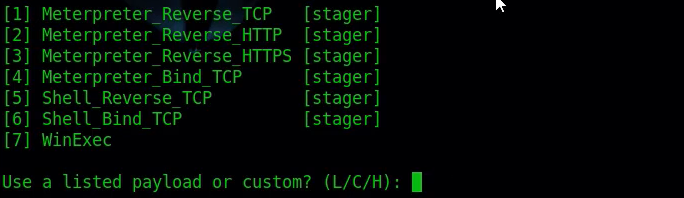 [1] Meterpreter_Reverse_TCP   [stager]
[2] Meterpreter_Reverse_HTTP  [stager]
[3] Meterpreter_Reverse_HTTPS [stager]
[4] Meterpreter_Bind_TCP      [stager]
[5] Shell_Reverse_TCP         [stager]
[6] Shell_Bind_TCP            [stager]
[7] WinExec
Use a listed payload or custom? (L/C/H):